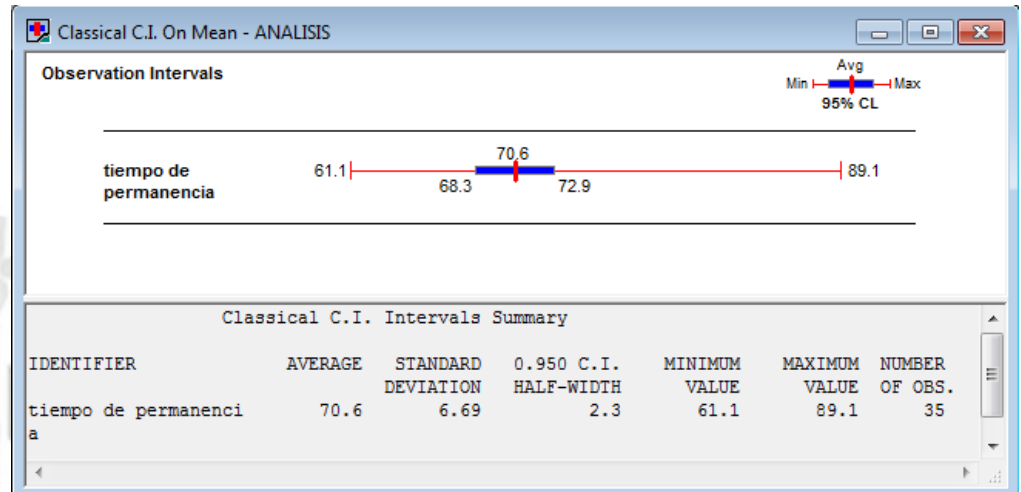 Classical C.I. On Mean - ANALISIS
Observation Intervals
Avg
Min
Max
95% CL
tiempo de
permanencia
61.1
70.6
89.1
68.3
72.9
Classical C.I. Intervals Summary
IDENTIFIER AVERAGE STANDARD 0.950 C.I. MINIMUM MAXIMUM NUMBER
DEVIATION HALF-WIDTH VALUE VALUE OF OBS.
tiempo de permanenci 70.6 6.69 2.3 61.1 89.1 35
a